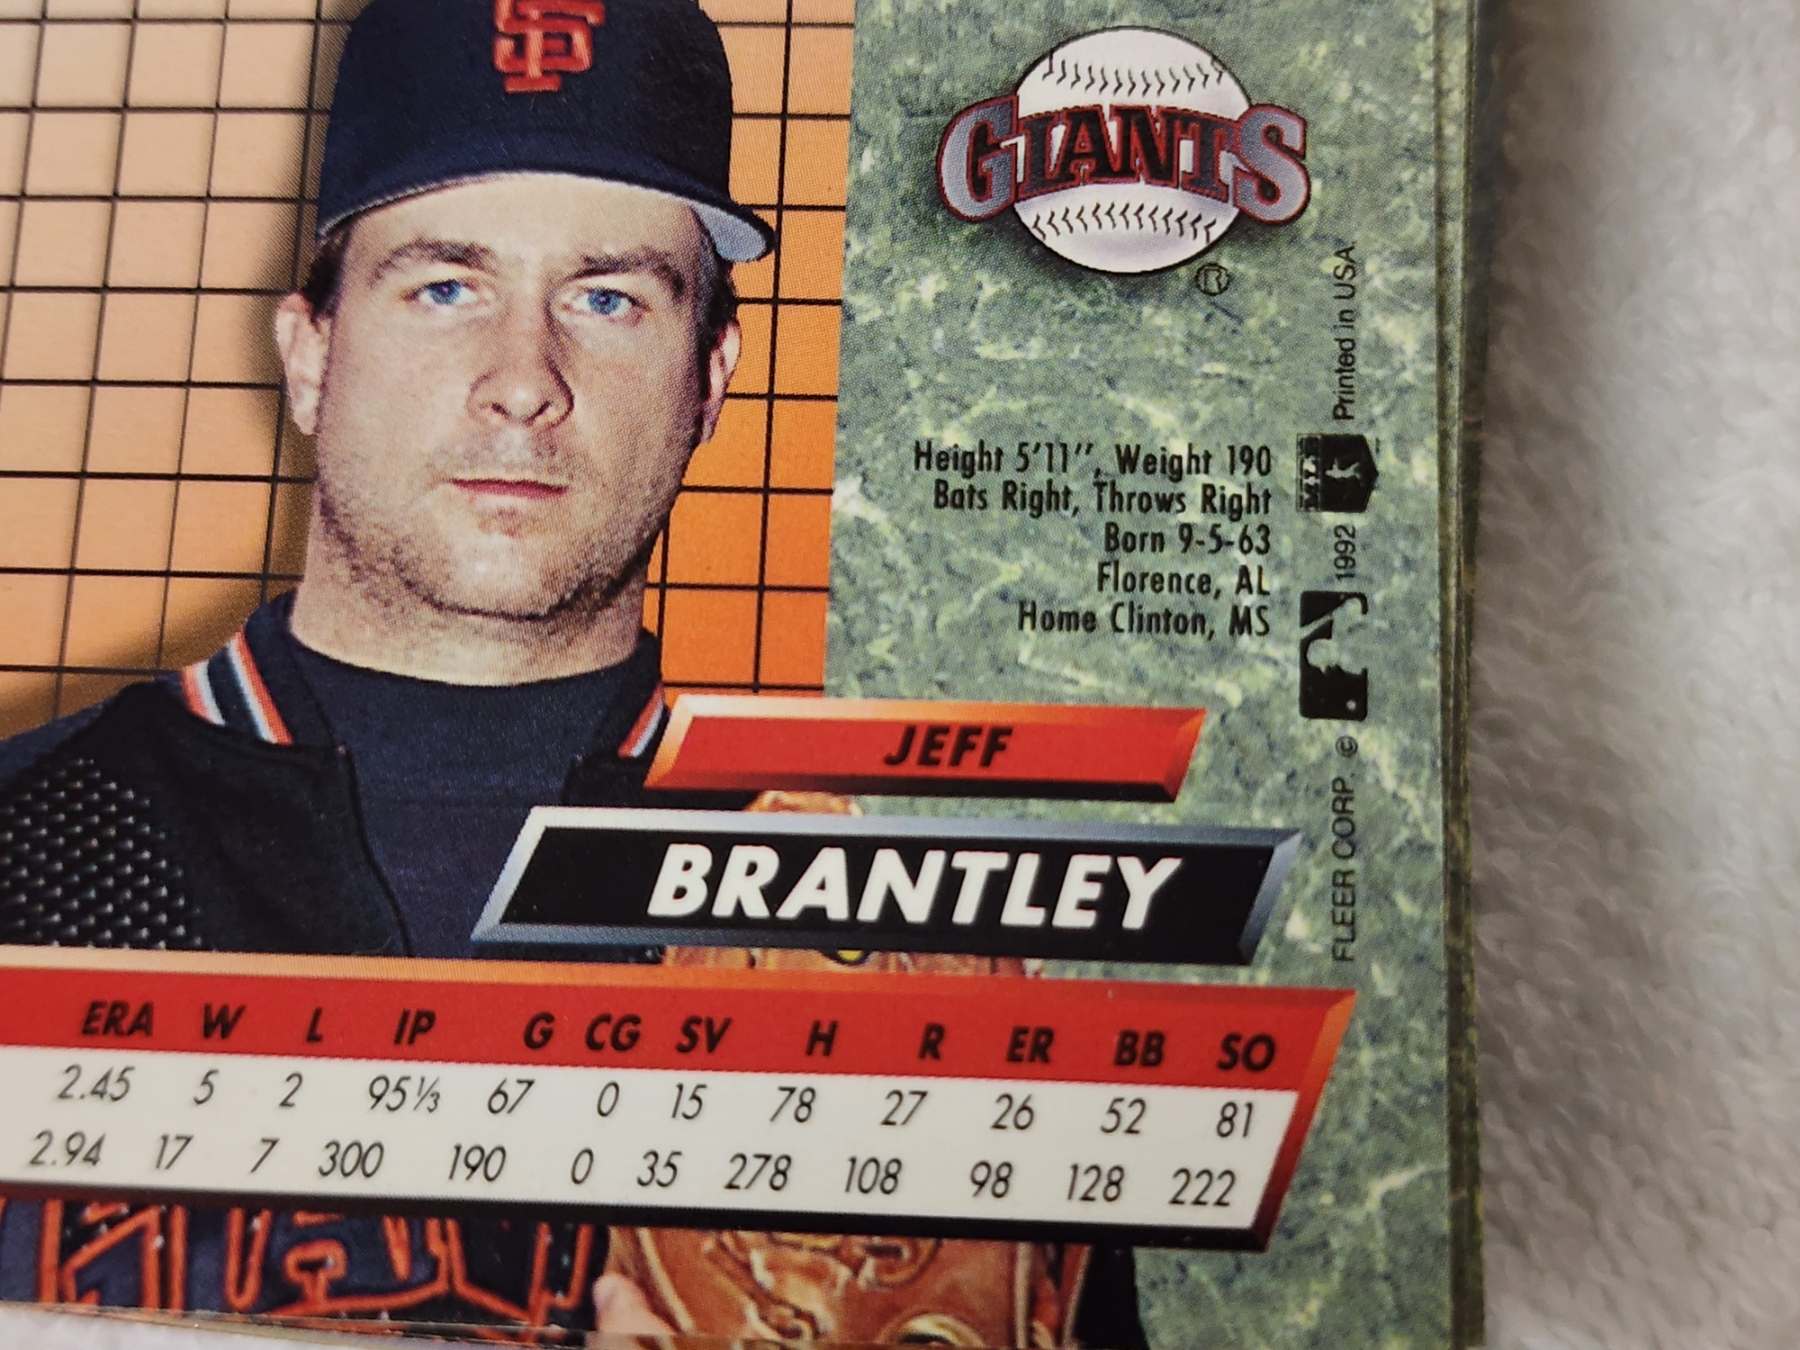 SF
GIANTS
®
Height 5'11", Weight 190
Bats Right, Throws Right
Born 9-5-63
Florence, AL
Home Clinton, MS
FLEER CORP. © 1992 Printed in USA
JEFF
BRANTLEY
ERA W L IP G CG SV H R ER BB SO
2.45 5 2 95⅓ 67 0 15 78 27 26 52 81
2.94 17 7 300 190 0 35 278 108 98 128 222